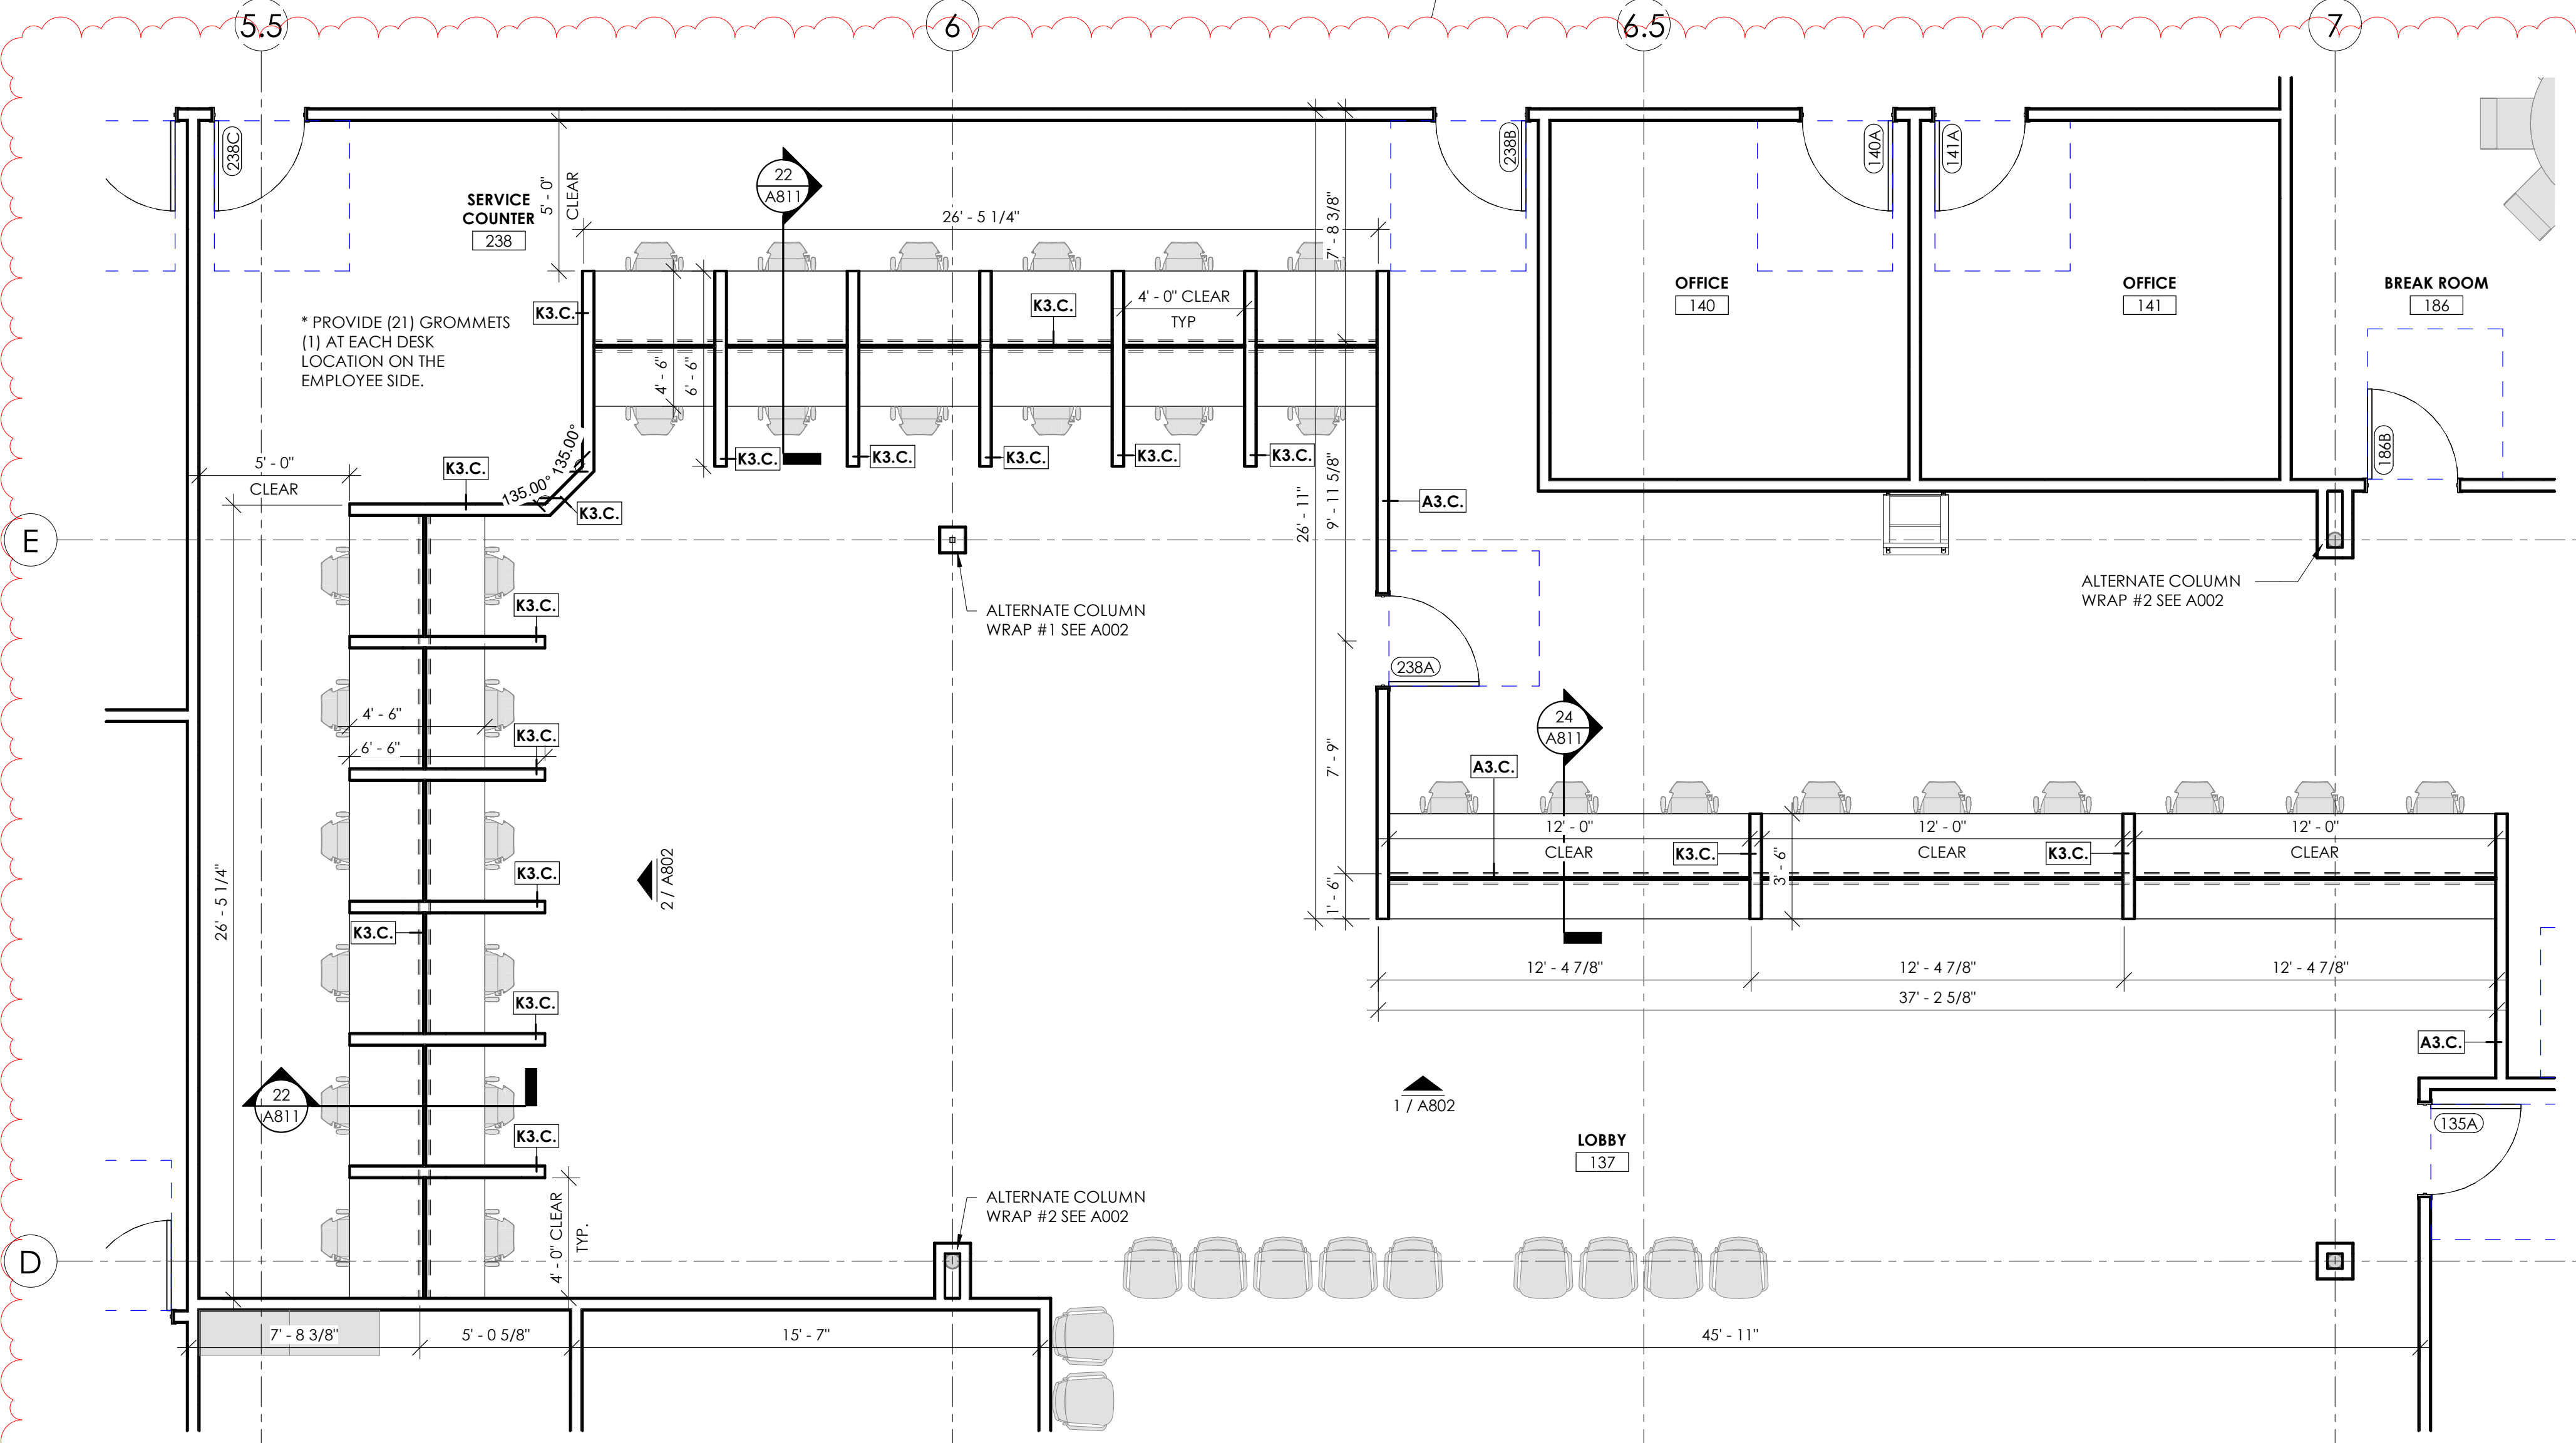 5.5
6
6.5
7
238C
238B
140A
141A
SERVICE
COUNTER
238
5' - 0"
CLEAR
22
A811
26' - 5 1/4"
7' - 8 3/8"
OFFICE
140
OFFICE
141
BREAK ROOM
186
* PROVIDE (21) GROMMETS
(1) AT EACH DESK
LOCATION ON THE
EMPLOYEE SIDE.
K3.C.
K3.C.
4' - 0" CLEAR
TYP
4' - 6"
6' - 6"
K3.C.
K3.C.
K3.C.
K3.C.
K3.C.
186B
5' - 0"
CLEAR
K3.C.
135.00°
135.00°
K3.C.
26' - 11"
9' - 11 5/8"
A3.C.
E
ALTERNATE COLUMN
WRAP #1 SEE A002
ALTERNATE COLUMN
WRAP #2 SEE A002
K3.C.
238A
4' - 6"
6' - 6"
K3.C.
24
A811
7' - 9"
A3.C.
12' - 0"
CLEAR
K3.C.
12' - 0"
CLEAR
K3.C.
12' - 0"
CLEAR
3' - 6"
1' - 6"
26' - 5 1/4"
K3.C.
2 / A802
K3.C.
12' - 4 7/8"
12' - 4 7/8"
12' - 4 7/8"
37' - 2 5/8"
K3.C.
A3.C.
22
A811
1 / A802
K3.C.
135A
LOBBY
137
4' - 0" CLEAR
TYP.
ALTERNATE COLUMN
WRAP #2 SEE A002
D
7' - 8 3/8"
5' - 0 5/8"
15' - 7"
45' - 11"